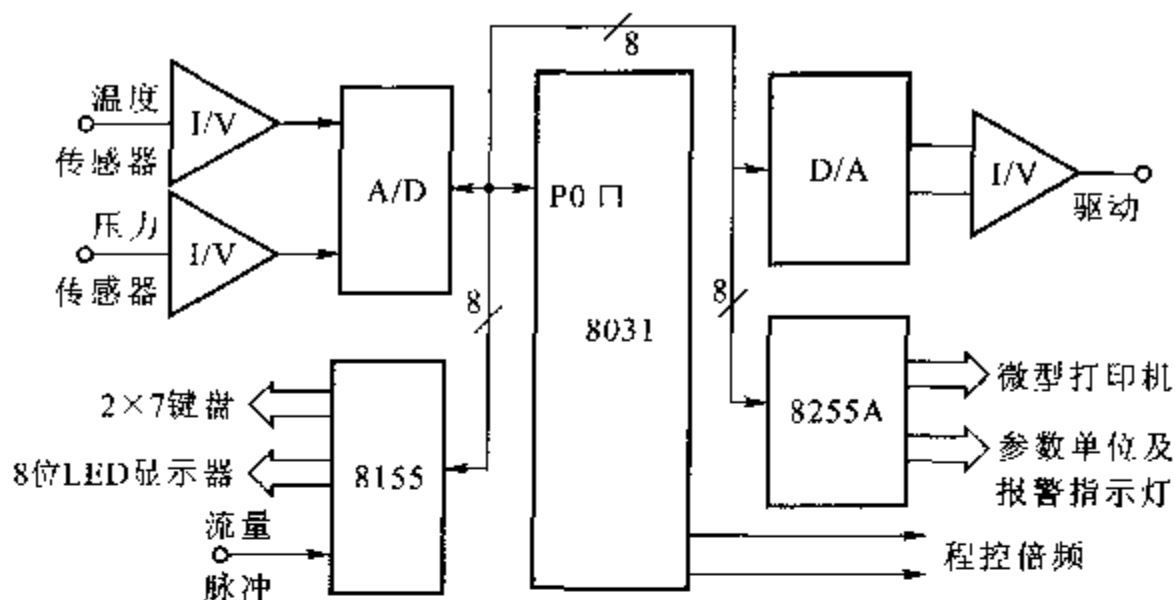 8
温度
I/V
传感器
A/D
压力
I/V
传感器
P0 口
8031
D/A
I/V
驱动
8
8
2×7键盘
8位LED显示器
8155
流量
脉冲
8255A
微型打印机
参数单位及
报警指示灯
程控倍频